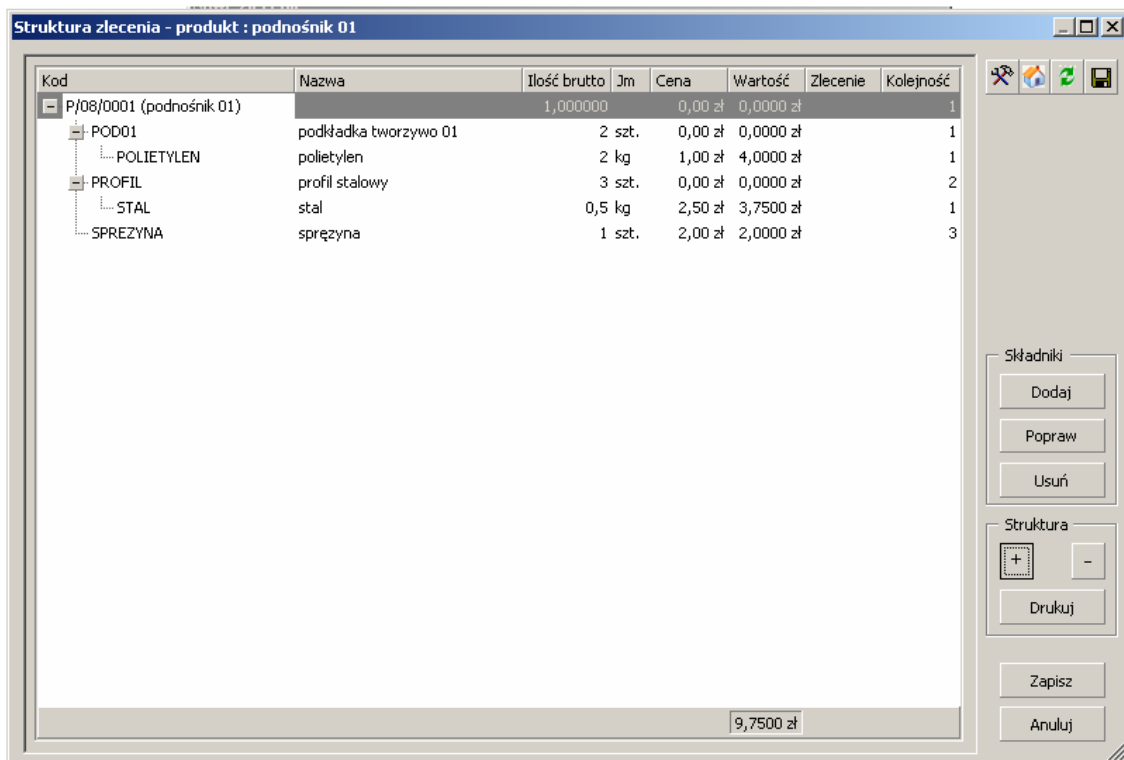 Struktura zlecenia - produkt : podnośnik 01
Kod Nazwa Ilość brutto Jm Cena Wartość Zlecenie Kolejność
P/08/0001 (podnośnik 01) 1,000000 0,00 zł 0,0000 zł 1
POD01 podkładka tworzywo 01 2 szt. 0,00 zł 0,0000 zł 1
POLIETYLEN polietylen 2 kg 1,00 zł 4,0000 zł 1
PROFIL profil stalowy 3 szt. 0,00 zł 0,0000 zł 2
STAL stal 0,5 kg 2,50 zł 3,7500 zł 1
SPREZYNA spręzyna 1 szt. 2,00 zł 2,0000 zł 3
9,7500 zł
Składniki
Dodaj
Popraw
Usuń
Struktura
+ -
Drukuj
Zapisz
Anuluj